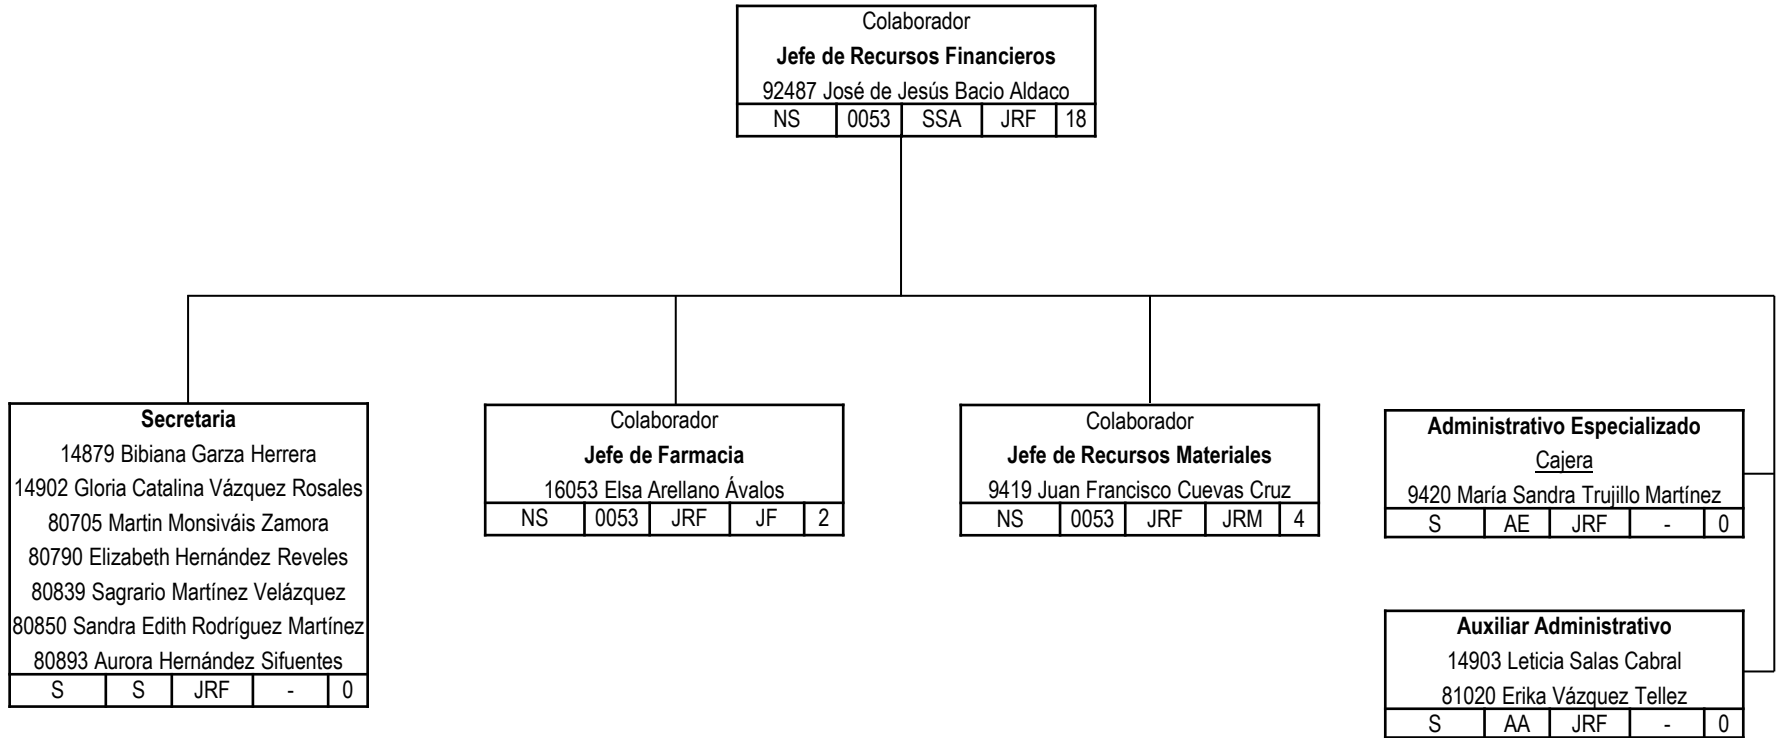 Colaborador
Jefe de Recursos Financieros
92487 José de Jesús Bacio Aldaco
NS 0053 SSA JRF 18
Secretaria
14879 Bibiana Garza Herrera
14902 Gloria Catalina Vázquez Rosales
80705 Martin Monsiváis Zamora
80790 Elizabeth Hernández Reveles
80839 Sagrario Martínez Velázquez
80850 Sandra Edith Rodríguez Martínez
80893 Aurora Hernández Sifuentes
S S JRF - 0
Colaborador
Jefe de Farmacia
16053 Elsa Arellano Ávalos
NS 0053 JRF JF 2
Colaborador
Jefe de Recursos Materiales
9419 Juan Francisco Cuevas Cruz
NS 0053 JRF JRM 4
Administrativo Especializado
Cajera
9420 María Sandra Trujillo Martínez
S AE JRF - 0
Auxiliar Administrativo
14903 Leticia Salas Cabral
81020 Erika Vázquez Tellez
S AA JRF - 0